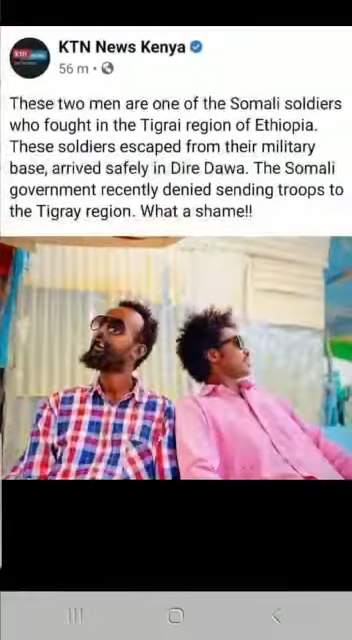 KTN News Kenya
56 m
These two men are one of the Somali soldiers
who fought in the Tigrai region of Ethiopia.
These soldiers escaped from their military
base, arrived safely in Dire Dawa. The Somali
government recently denied sending troops to
the Tigray region. What a shame!!